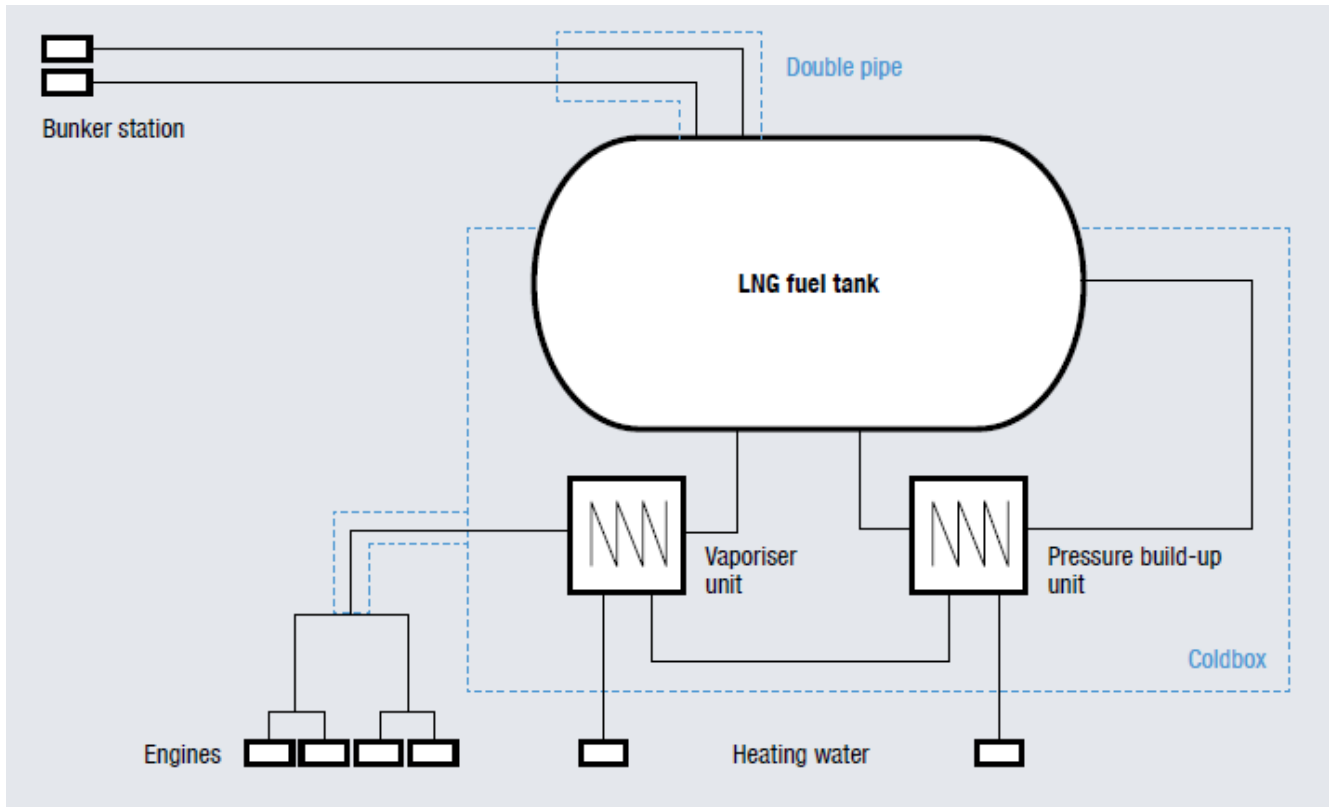 Double pipe
Bunker station
LNG fuel tank
Vaporiser
unit
Pressure build-up
unit
Coldbox
Engines
Heating water